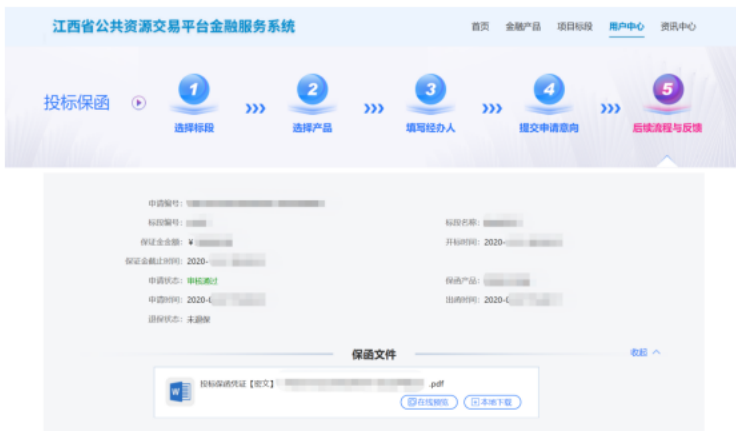 江西省公共资源交易平台金融服务系统
首页 金融产品 项目标段 用户中心 资讯中心
投标保函
1 2 3 4 5
选择标段 选择产品 填写经办人 提交申请意向 后续流程与反馈
申请编号:
标段编号: 标段名称:
保证金金额: ¥ 开标时间: 2020-
保证金截止时间: 2020-
申请状态: 审核通过 保函产品:
申请时间: 2020- 出函时间: 2020-
退保状态: 未退保
保函文件 收起
W 投标保函凭证【密文】 .pdf
在线预览 本地下载